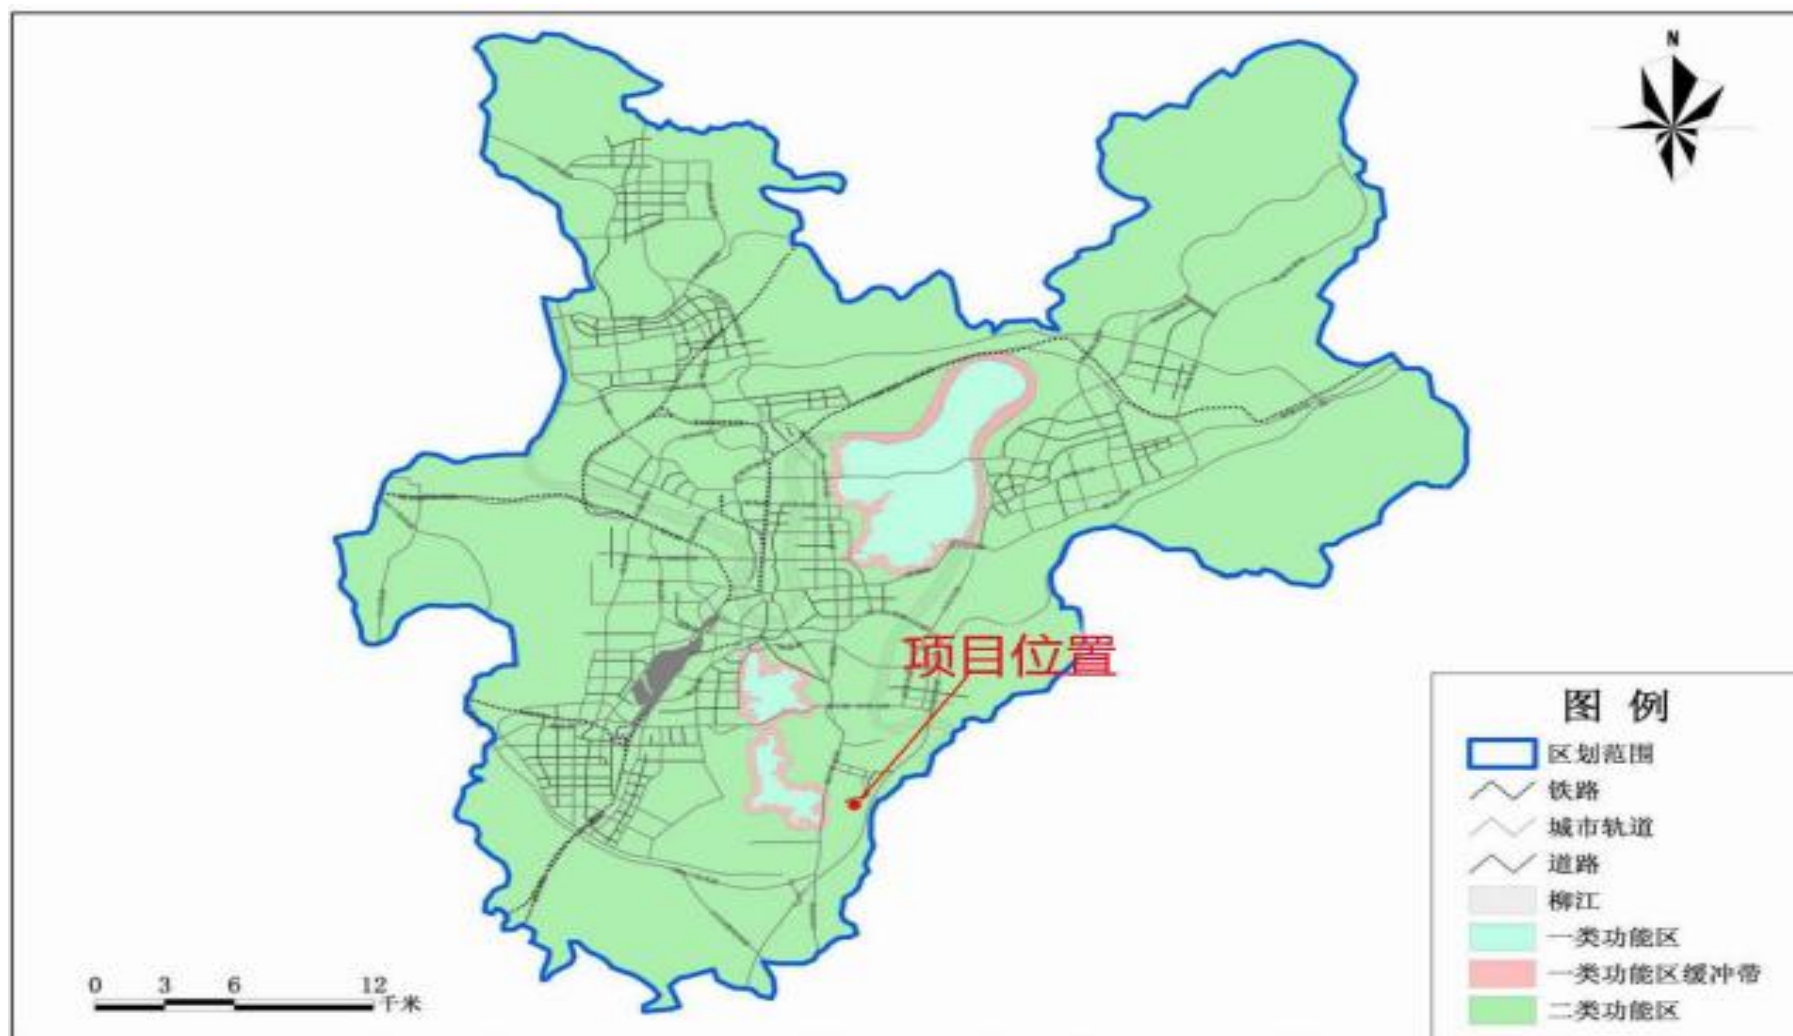 N
项目位置
图 例
区划范围
铁路
城市轨道
道路
柳江
一类功能区
一类功能区缓冲带
二类功能区
0 3 6 12
千米